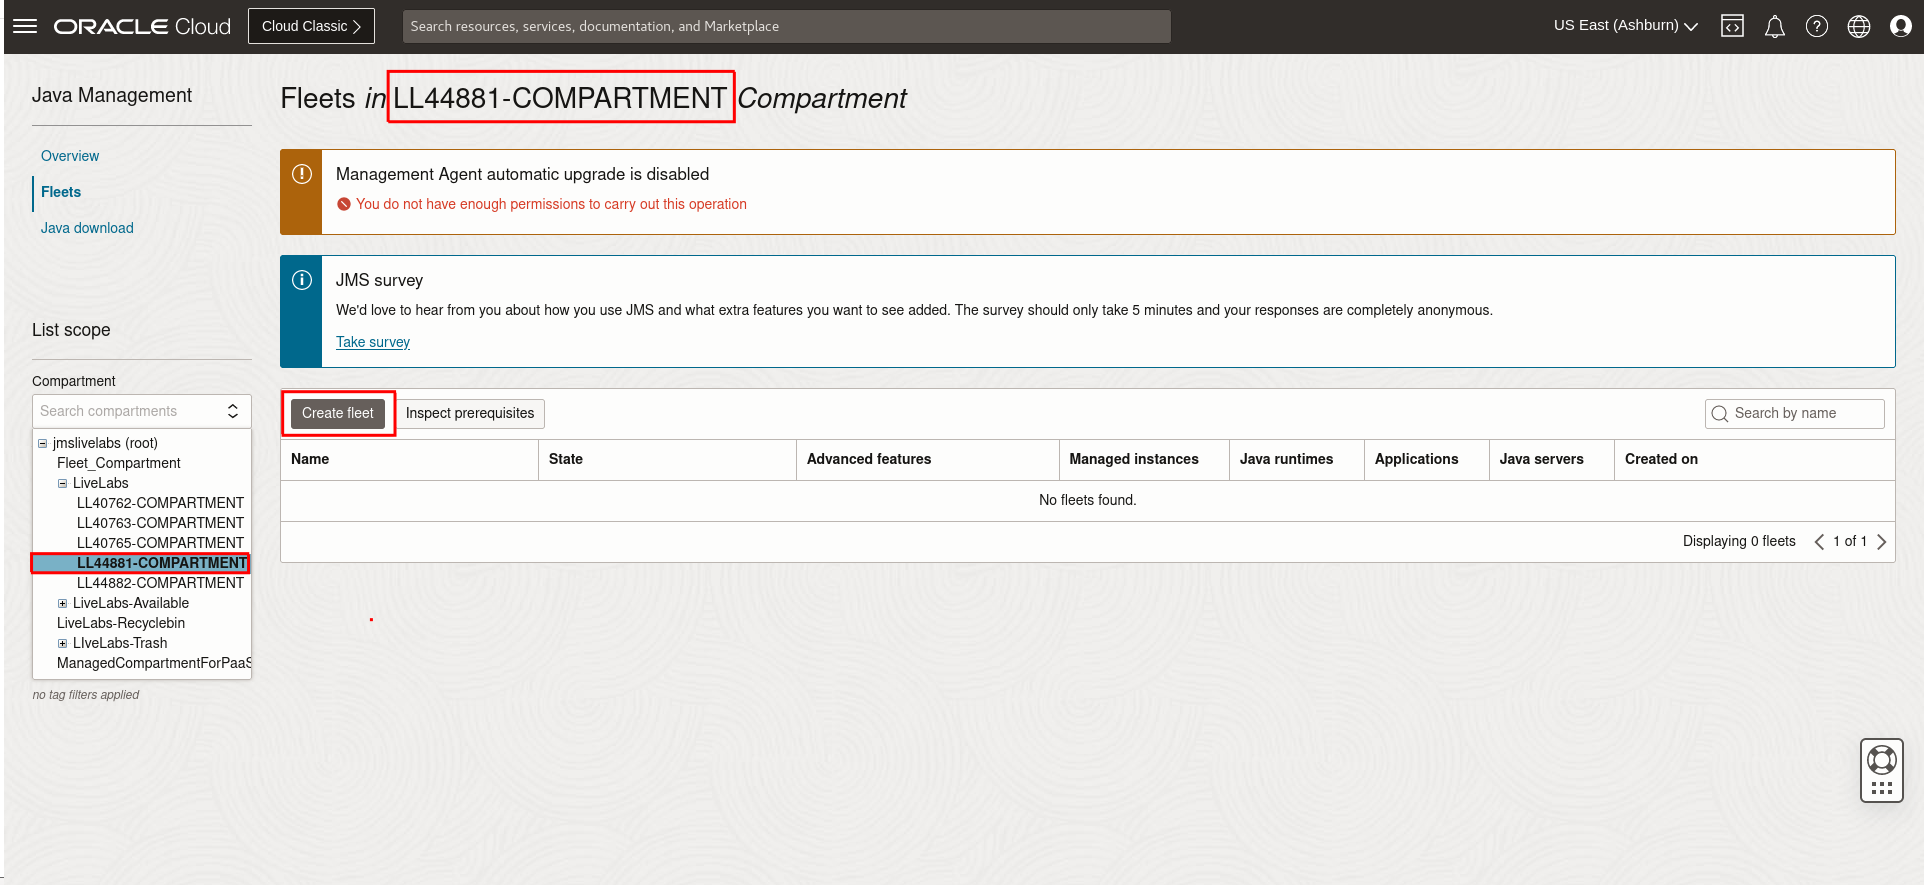 ORACLE Cloud
Cloud Classic
Search resources, services, documentation, and Marketplace
US East (Ashburn)
Java Management
Overview
Fleets
Java download
List scope
Compartment
Search compartments
jmslivelabs (root)
Fleet_Compartment
LiveLabs
LL40762-COMPARTMENT
LL40763-COMPARTMENT
LL40765-COMPARTMENT
LL44881-COMPARTMENT
LL44882-COMPARTMENT
LiveLabs-Available
LiveLabs-Recyclebin
LIveLabs-Trash
ManagedCompartmentForPaaS
no tag filters applied
Fleets in LL44881-COMPARTMENT Compartment
Management Agent automatic upgrade is disabled
You do not have enough permissions to carry out this operation
JMS survey
We'd love to hear from you about how you use JMS and what extra features you want to see added. The survey should only take 5 minutes and your responses are completely anonymous.
Take survey
Create fleet Inspect prerequisites
Search by name
Name State Advanced features Managed instances Java runtimes Applications Java servers Created on
No fleets found.
Displaying 0 fleets 1 of 1